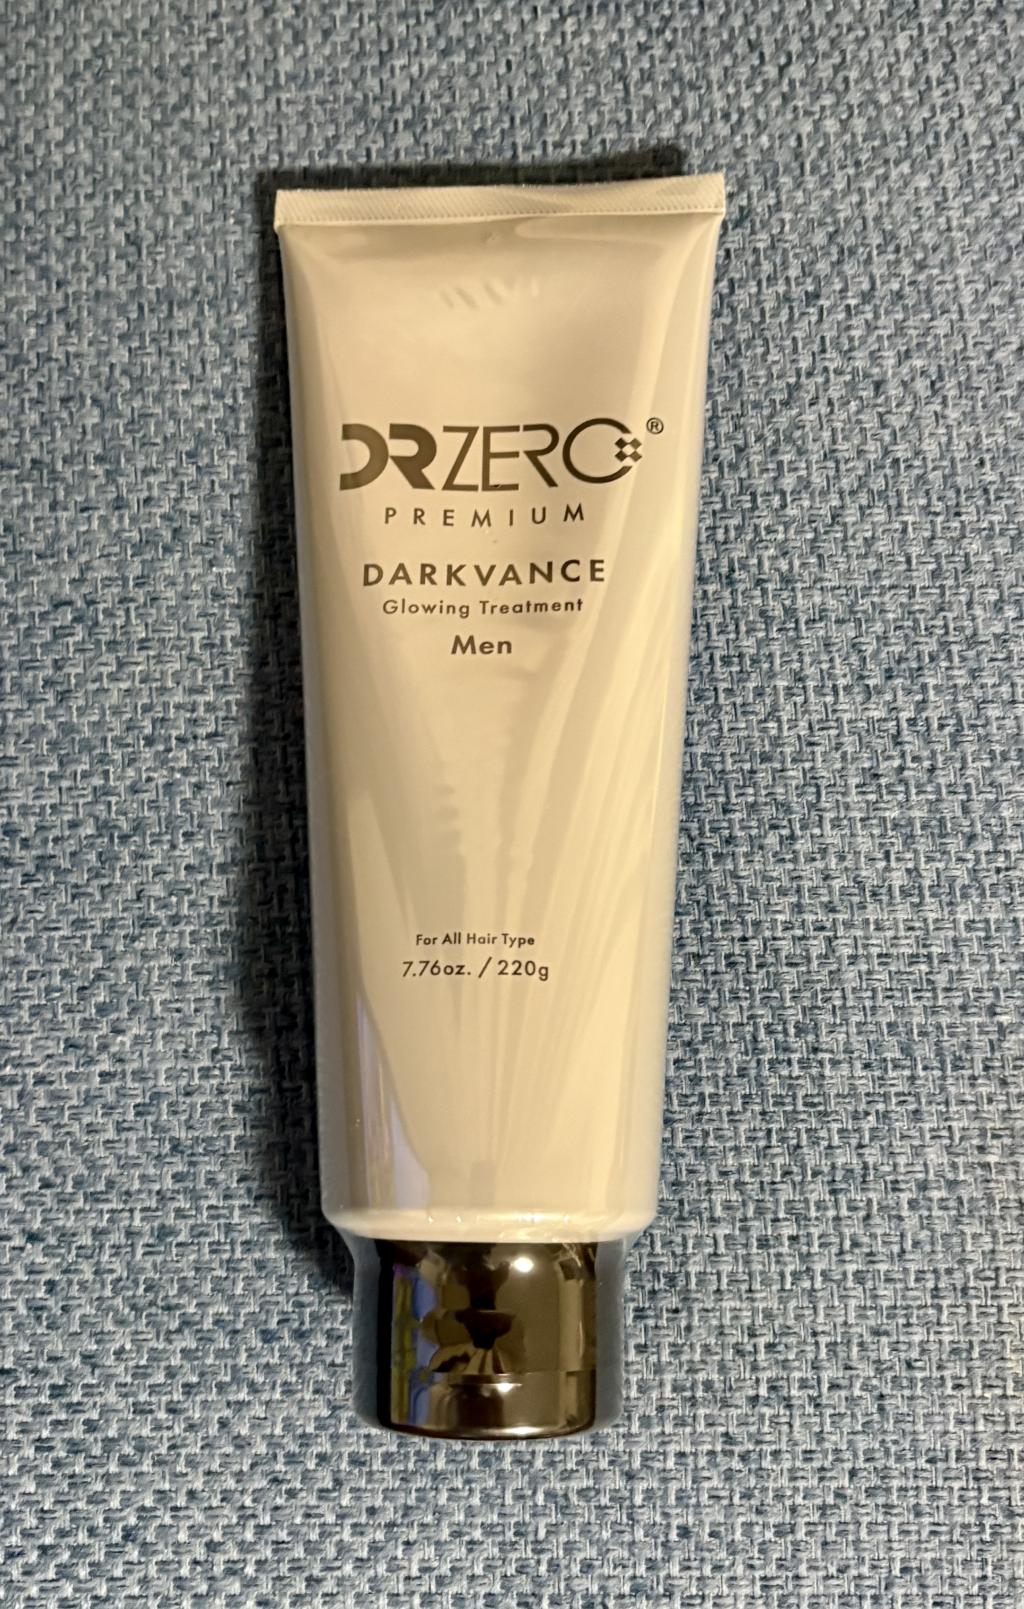 DRZERO®
PREMIUM
DARKVANCE
Glowing Treatment
Men
For All Hair Type
7.76oz. / 220g